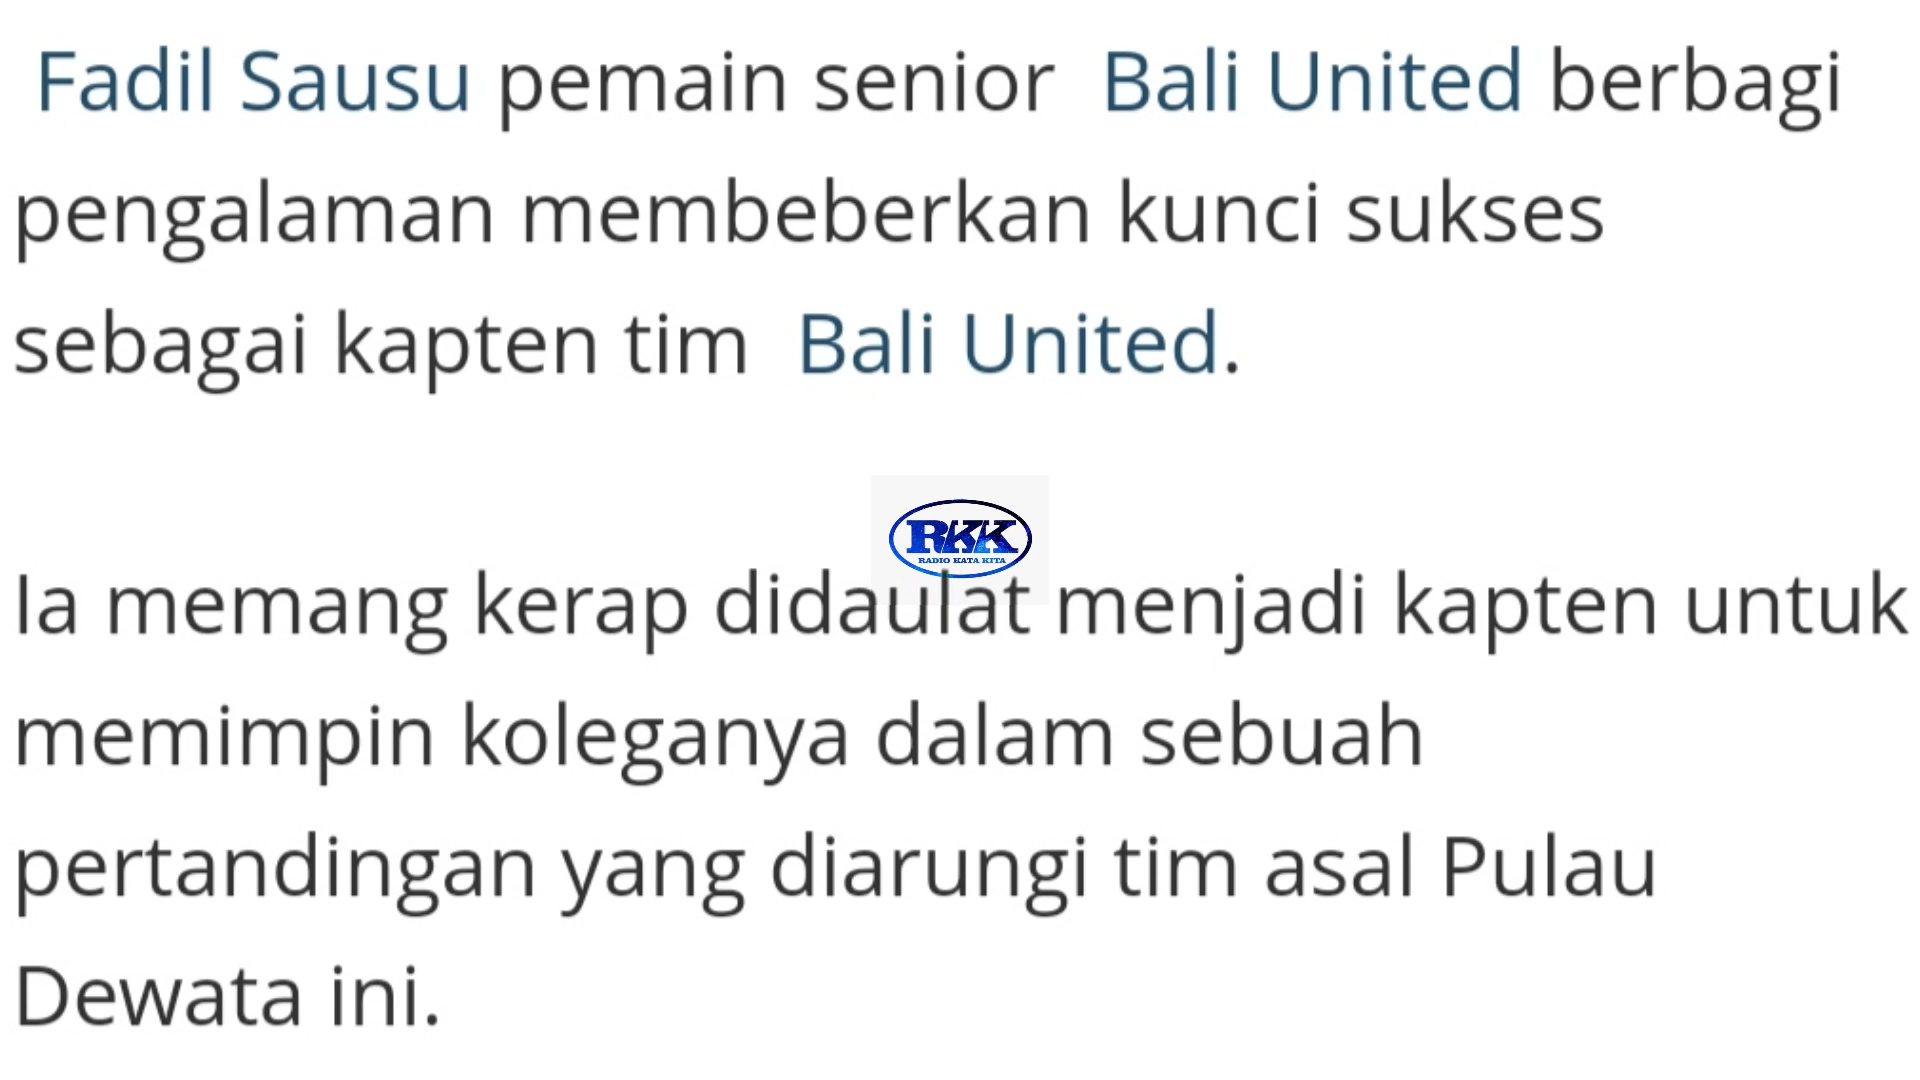 Fadil Sausu pemain senior Bali United berbagi
pengalaman membeberkan kunci sukses
sebagai kapten tim Bali United.
RKK
RADIO KATA KITA
Ia memang kerap didaulat menjadi kapten untuk
memimpin koleganya dalam sebuah
pertandingan yang diarungi tim asal Pulau
Dewata ini.